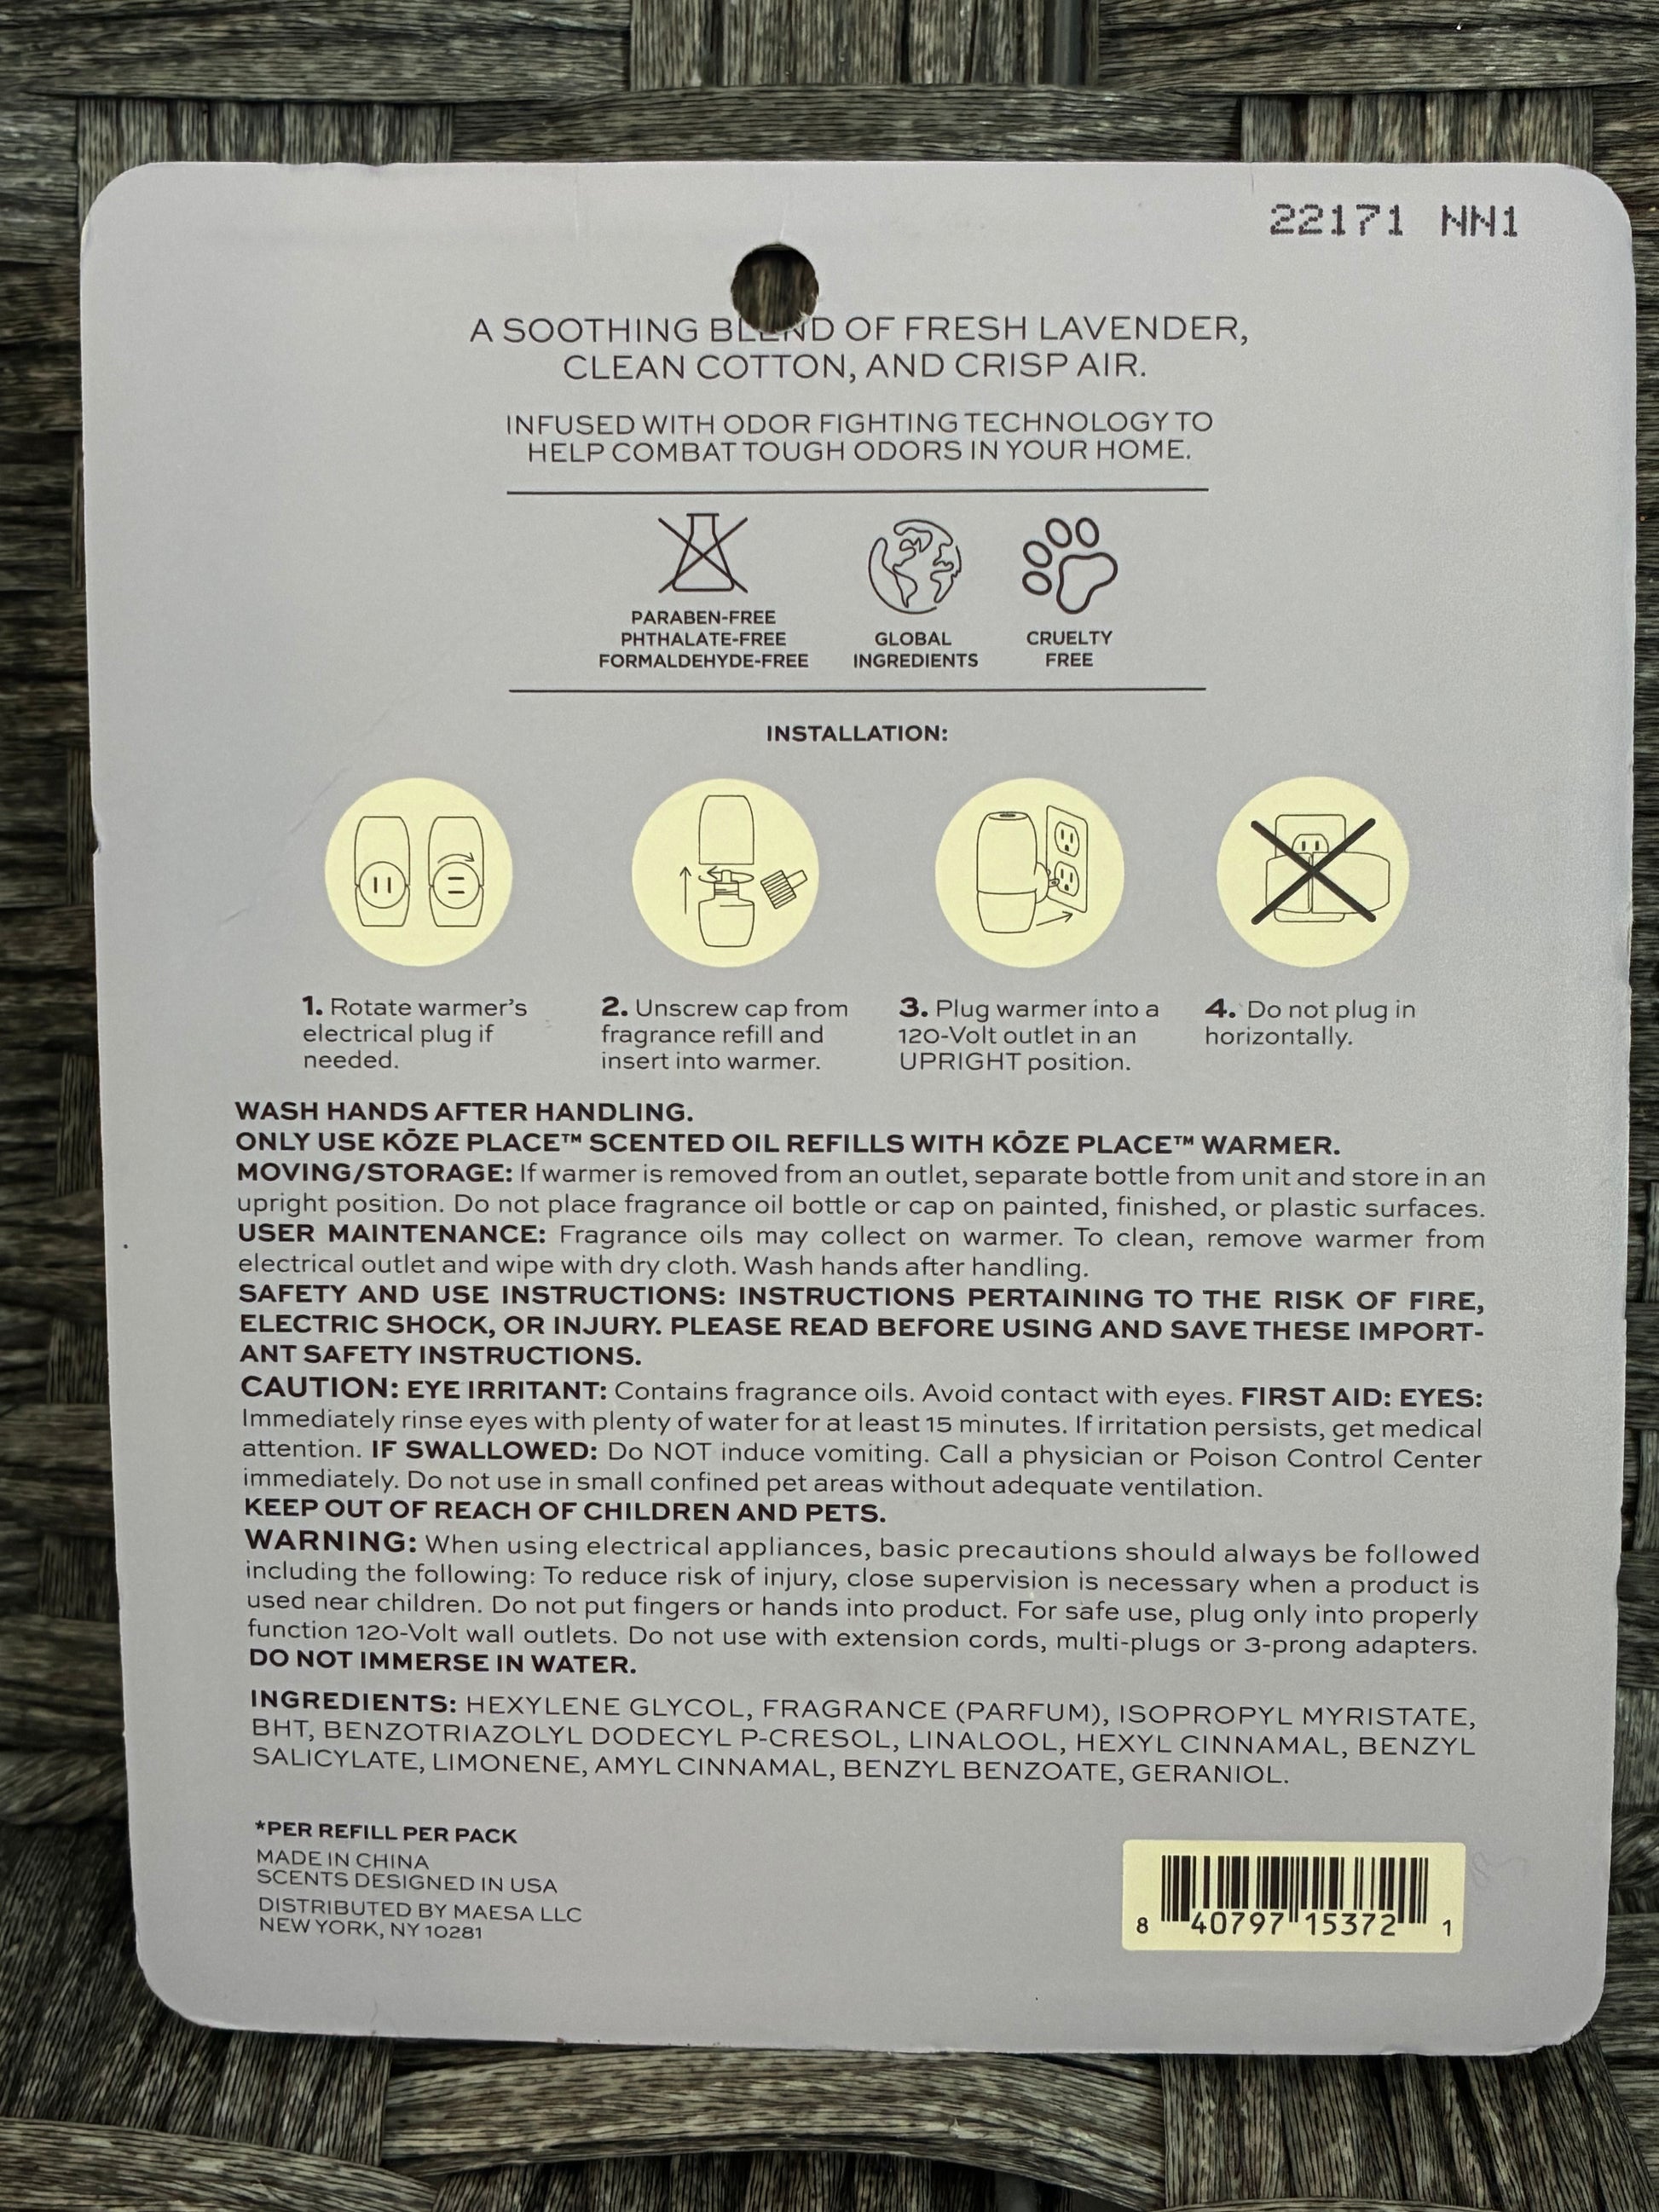 22171 NN1
A SOOTHING BLEND OF FRESH LAVENDER,
CLEAN COTTON, AND CRISP AIR.
INFUSED WITH ODOR FIGHTING TECHNOLOGY TO
HELP COMBAT TOUGH ODORS IN YOUR HOME.
PARABEN-FREE
PHTHALATE-FREE
FORMALDEHYDE-FREE
GLOBAL
INGREDIENTS
CRUELTY
FREE
INSTALLATION:
1. Rotate warmer's
electrical plug if
needed.
2. Unscrew cap from
fragrance refill and
insert into warmer.
3. Plug warmer into a
120-Volt outlet in an
UPRIGHT position.
4. Do not plug in
horizontally.
WASH HANDS AFTER HANDLING.
ONLY USE KŌZE PLACE™ SCENTED OIL REFILLS WITH KŌZE PLACE™ WARMER.
MOVING/STORAGE: If warmer is removed from an outlet, separate bottle from unit and store in an
upright position. Do not place fragrance oil bottle or cap on painted, finished, or plastic surfaces.
USER MAINTENANCE: Fragrance oils may collect on warmer. To clean, remove warmer from
electrical outlet and wipe with dry cloth. Wash hands after handling.
SAFETY AND USE INSTRUCTIONS: INSTRUCTIONS PERTAINING TO THE RISK OF FIRE,
ELECTRIC SHOCK, OR INJURY. PLEASE READ BEFORE USING AND SAVE THESE IMPORT-
ANT SAFETY INSTRUCTIONS.
CAUTION: EYE IRRITANT: Contains fragrance oils. Avoid contact with eyes. FIRST AID: EYES:
Immediately rinse eyes with plenty of water for at least 15 minutes. If irritation persists, get medical
attention. IF SWALLOWED: Do NOT induce vomiting. Call a physician or Poison Control Center
immediately. Do not use in small confined pet areas without adequate ventilation.
KEEP OUT OF REACH OF CHILDREN AND PETS.
WARNING: When using electrical appliances, basic precautions should always be followed
including the following: To reduce risk of injury, close supervision is necessary when a product is
used near children. Do not put fingers or hands into product. For safe use, plug only into properly
function 120-Volt wall outlets. Do not use with extension cords, multi-plugs or 3-prong adapters.
DO NOT IMMERSE IN WATER.
INGREDIENTS: HEXYLENE GLYCOL, FRAGRANCE (PARFUM), ISOPROPYL MYRISTATE,
BHT, BENZOTRIAZOLYL DODECYL P-CRESOL, LINALOOL, HEXYL CINNAMAL, BENZYL
SALICYLATE, LIMONENE, AMYL CINNAMAL, BENZYL BENZOATE, GERANIOL.
*PER REFILL PER PACK
MADE IN CHINA
SCENTS DESIGNED IN USA
DISTRIBUTED BY MAESA LLC
NEW YORK, NY 10281
8 40797 15372 1